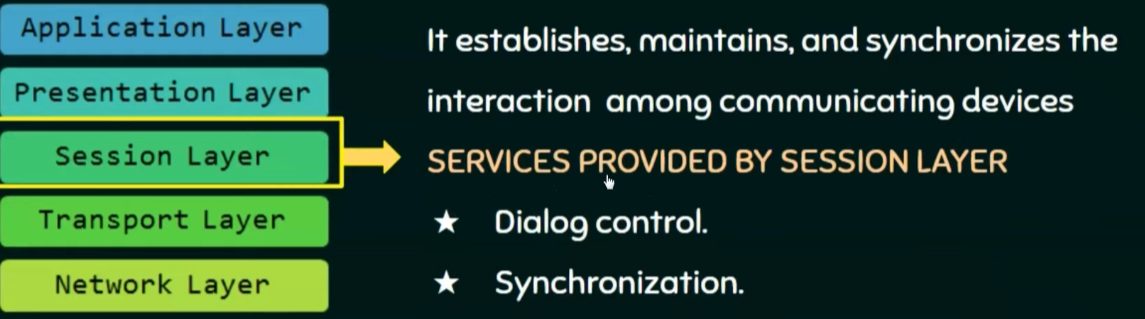 Application Layer
Presentation Layer
Session Layer
Transport Layer
Network Layer
It establishes, maintains, and synchronizes the
interaction among communicating devices
SERVICES PROVIDED BY SESSION LAYER
★ Dialog control.
★ Synchronization.